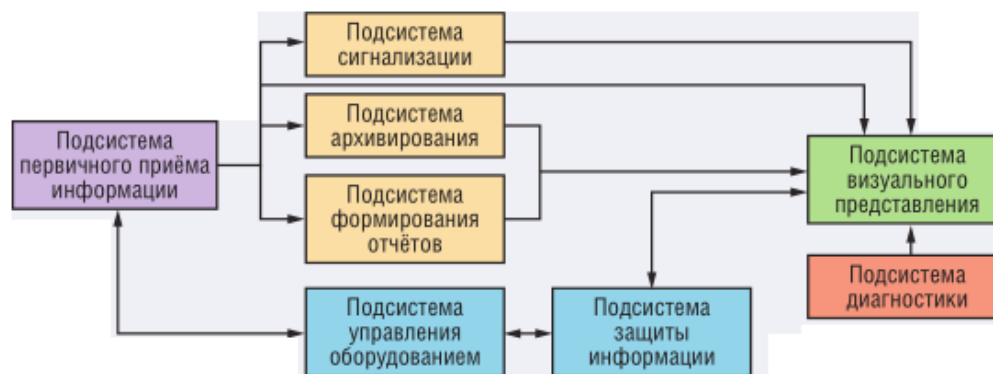 Подсистема
сигнализации
Подсистема
архивирования
Подсистема
первичного приёма
информации
Подсистема
формирования
отчётов
Подсистема
визуального
представления
Подсистема
диагностики
Подсистема
управления
оборудованием
Подсистема
защиты
информации